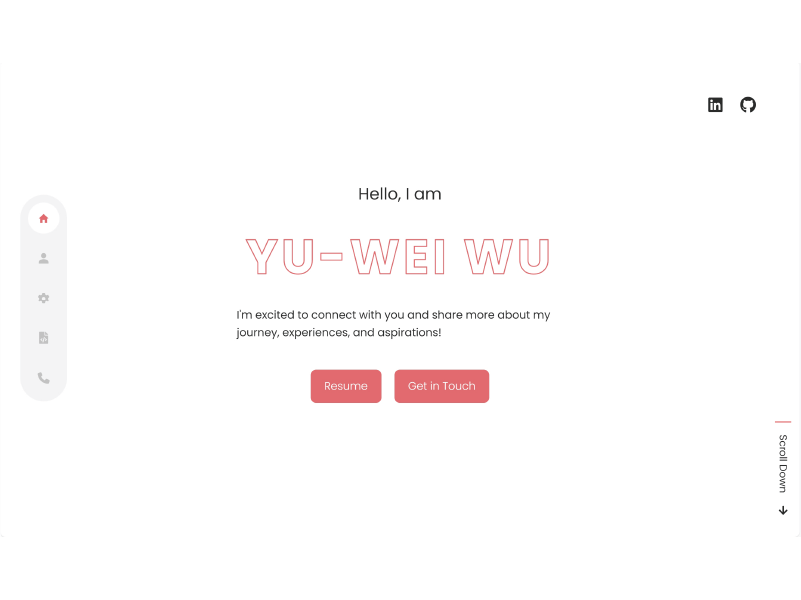 Hello, I am
YU-WEI WU
I'm excited to connect with you and share more about my
journey, experiences, and aspirations!
Resume
Get in Touch
Scroll Down